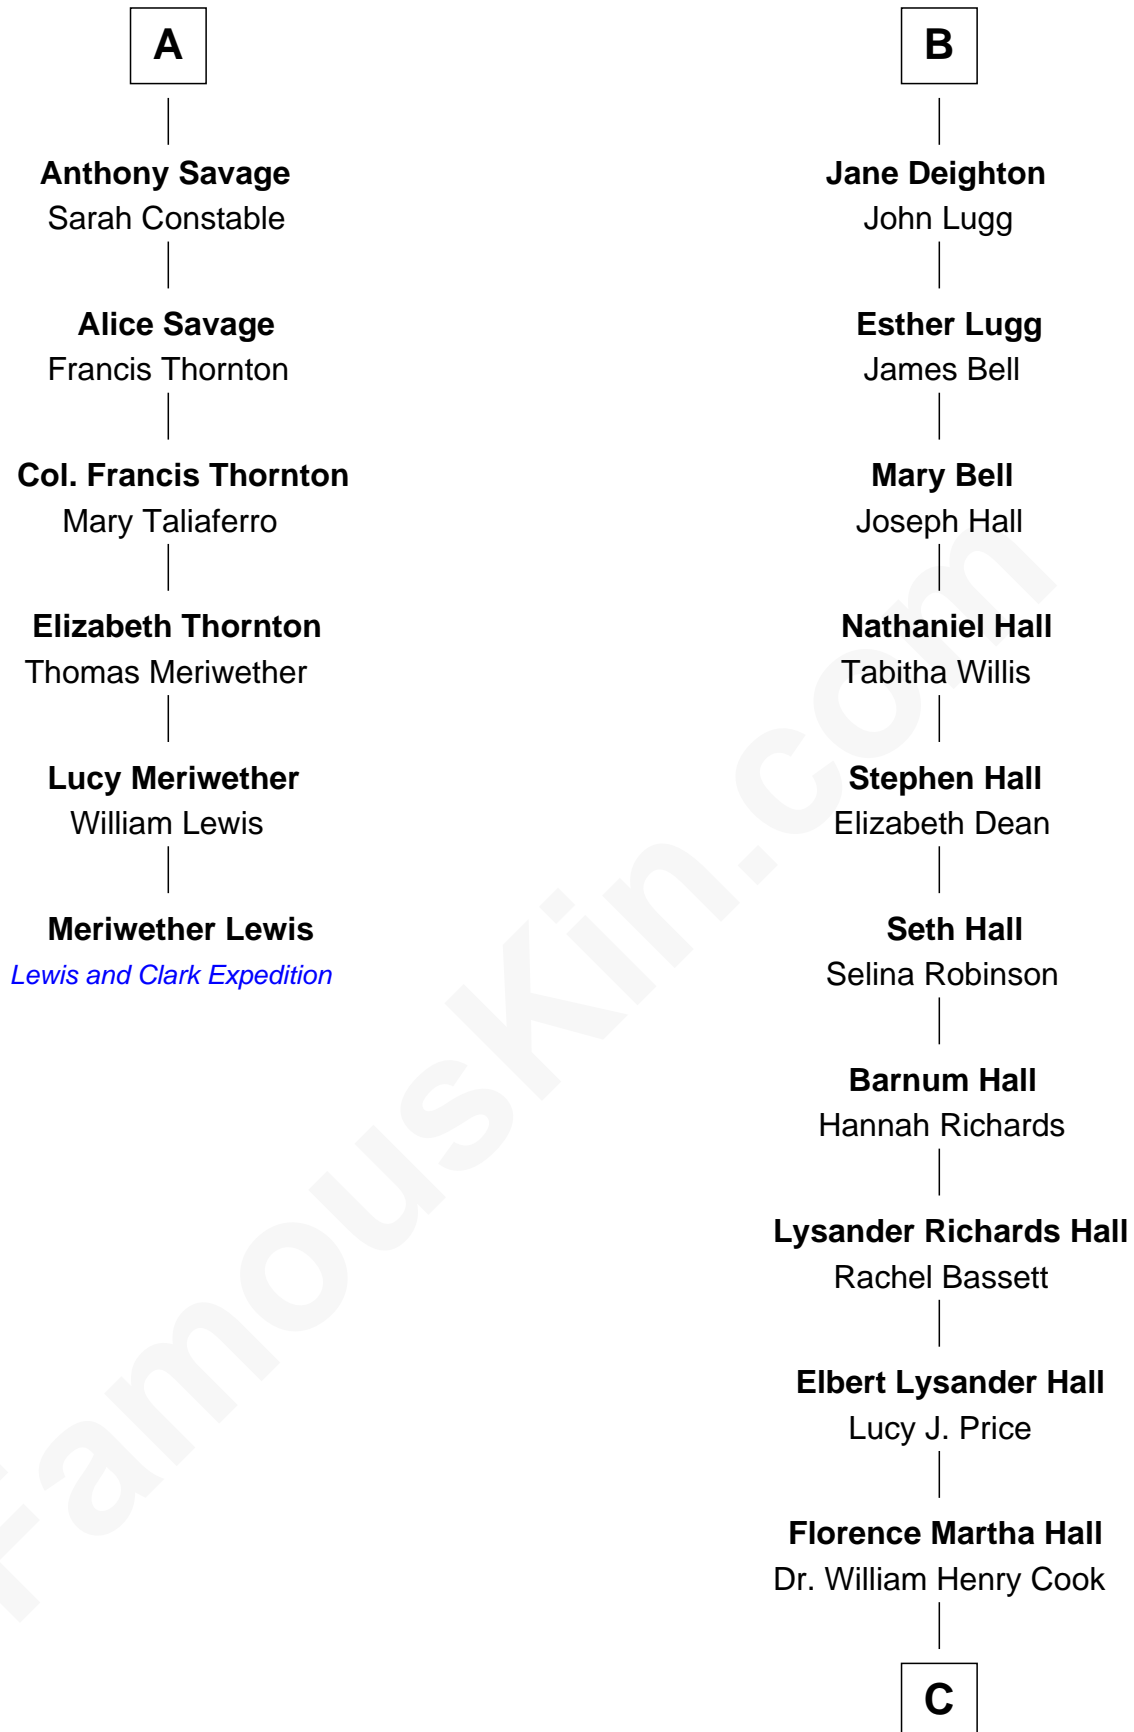 A
Anthony Savage
Sarah Constable
Alice Savage
Francis Thornton
Col. Francis Thornton
Mary Taliaferro
Elizabeth Thornton
Thomas Meriwether
Lucy Meriwether
William Lewis
Meriwether Lewis
Lewis and Clark Expedition
B
Jane Deighton
John Lugg
Esther Lugg
James Bell
Mary Bell
Joseph Hall
Nathaniel Hall
Tabitha Willis
Stephen Hall
Elizabeth Dean
Seth Hall
Selina Robinson
Barnum Hall
Hannah Richards
Lysander Richards Hall
Rachel Bassett
Elbert Lysander Hall
Lucy J. Price
Florence Martha Hall
Dr. William Henry Cook
C
FamousKin.com